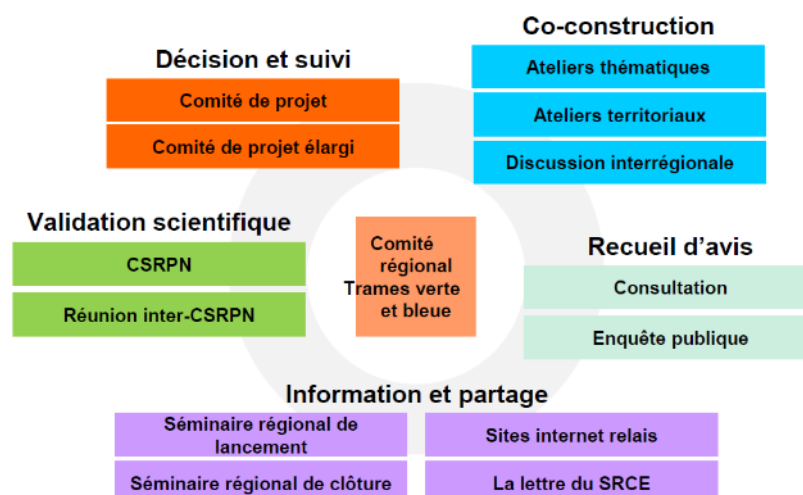 Co-construction
Ateliers thématiques
Ateliers territoriaux
Discussion interrégionale
Décision et suivi
Comité de projet
Comité de projet élargi
Validation scientifique
CSRPN
Réunion inter-CSRPN
Comité
régional
Trames verte
et bleue
Recueil d’avis
Consultation
Enquête publique
Information et partage
Séminaire régional de
lancement
Séminaire régional de clôture
Sites internet relais
La lettre du SRCE